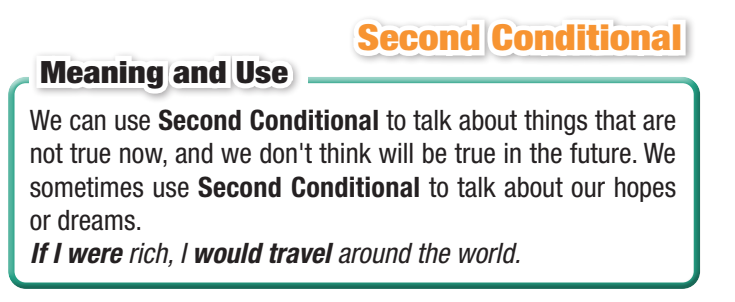 Second Conditional
Meaning and Use
We can use Second Conditional to talk about things that are
not true now, and we don't think will be true in the future. We
sometimes use Second Conditional to talk about our hopes
or dreams.
If I were rich, I would travel around the world.